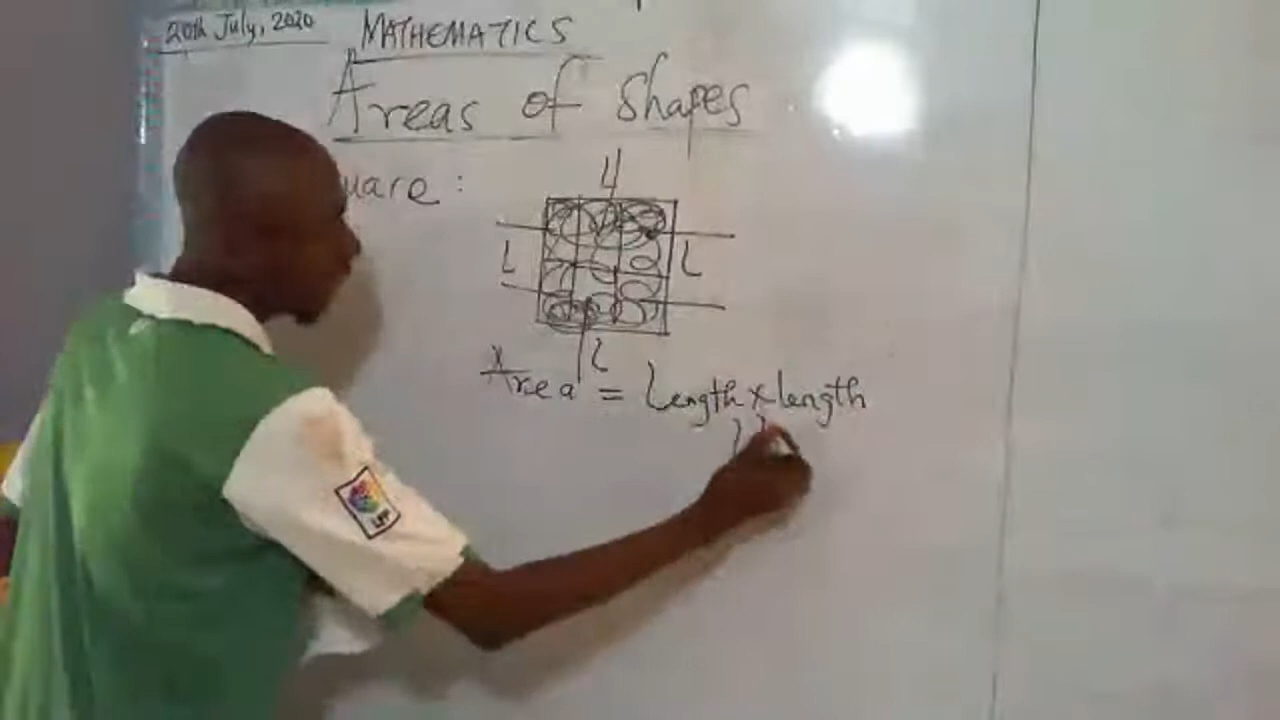 20th July, 2020
MATHEMATICS
Areas of shapes
uare :
L L
L
Area = Length x length